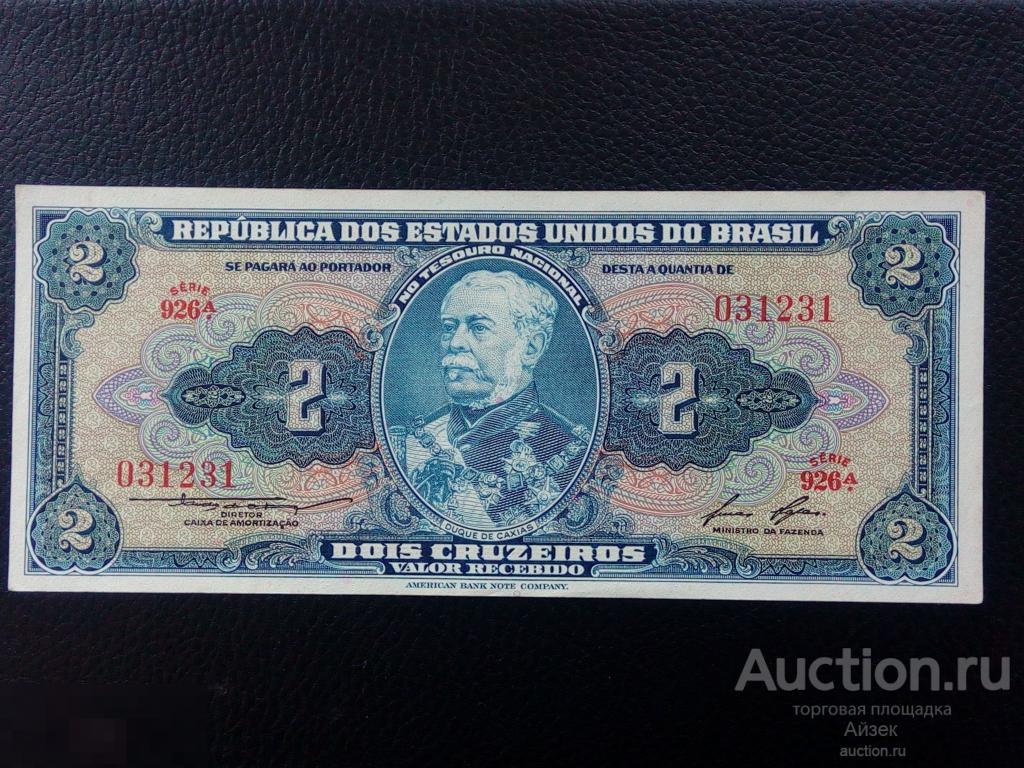 REPÚBLICA DOS ESTADOS UNIDOS DO BRASIL
2
2
SE PAGARÁ AO PORTADOR
NO TESOURO NACIONAL
DESTA A QUANTIA DE
SÉRIE
926A
031231
2
2
031231
SÉRIE
926A
DIRETOR
CAIXA DE AMORTIZAÇÃO
MINISTRO DA FAZENDA
DUQUE DE CAXIAS
2
2
DOIS CRUZEIROS
VALOR RECEBIDO
AMERICAN BANK NOTE COMPANY.
Auction.ru
торговая площадка
Айзек
auction.ru